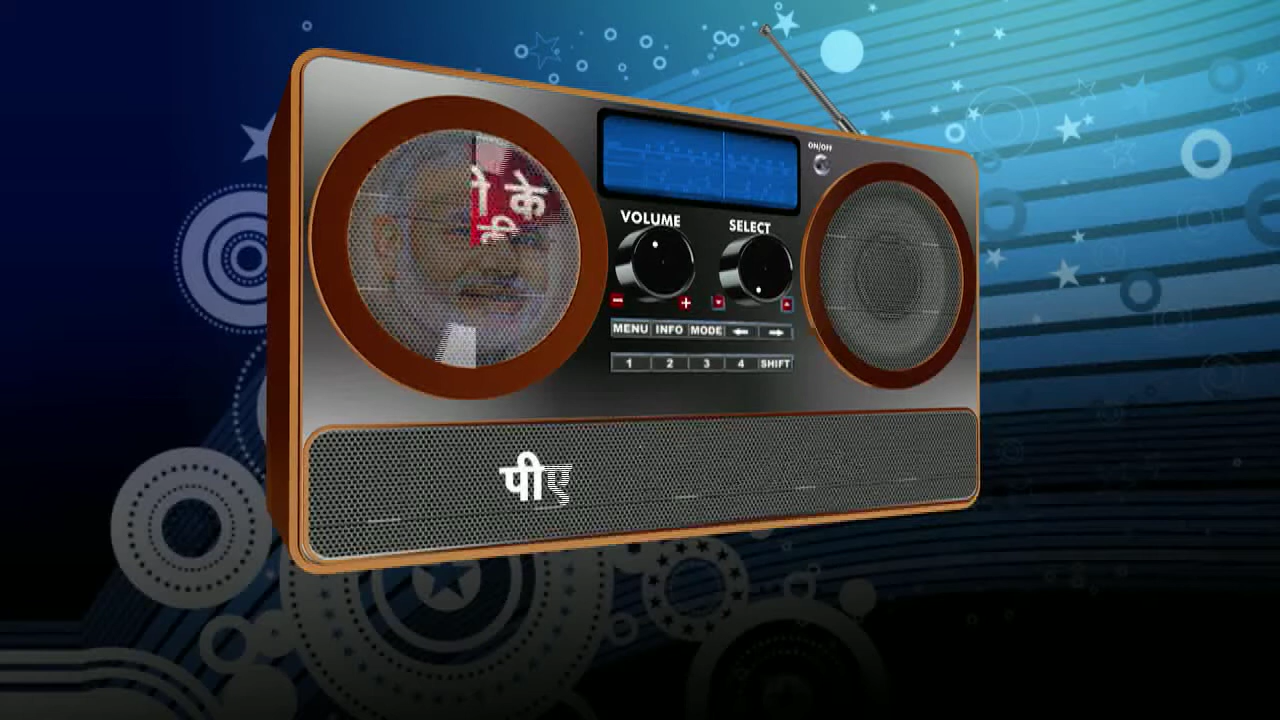 े के
की
ON/OFF
VOLUME SELECT
MENU INFO MODE
1 2 3 4 SHIFT
पीए